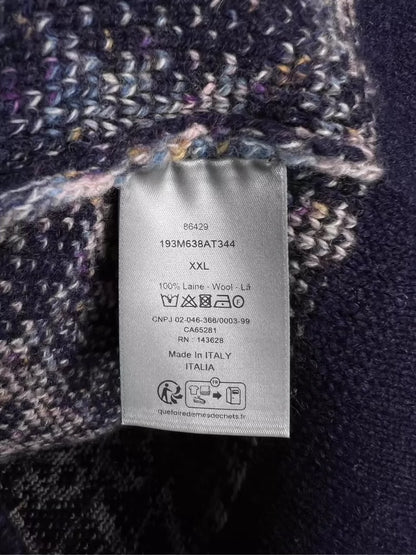 86429
193M638AT344
XXL
100% Laine - Wool - Lã
CNPJ 02-046-366/0003-99
CA65281
RN : 143628
Made In ITALY
ITALIA
FR
quefairedemesdechets.fr